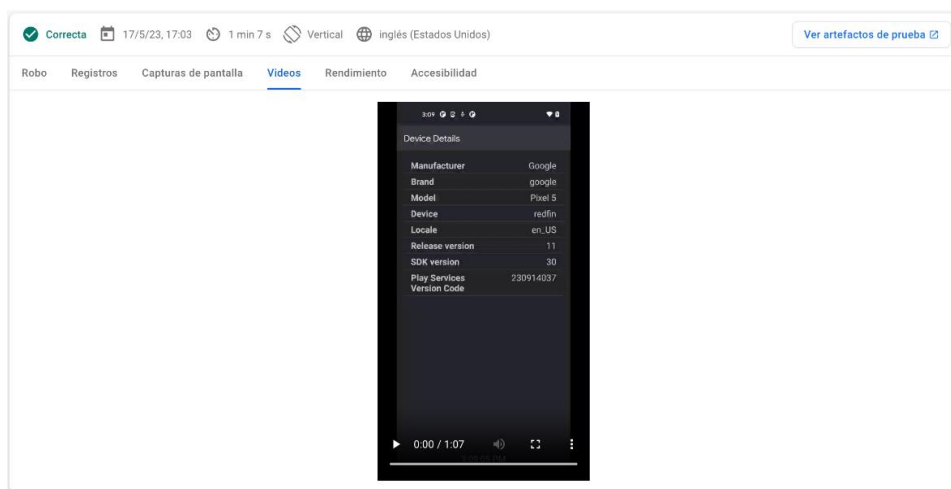 Correcta 17/5/23, 17:03 1 min 7 s Vertical inglés (Estados Unidos) Ver artefactos de prueba
Robo Registros Capturas de pantalla Videos Rendimiento Accesibilidad
3:09
Device Details
Manufacturer Google
Brand google
Model Pixel 5
Device redfin
Locale en_US
Release version 11
SDK version 30
Play Services 230914037
Version Code
0:00 / 1:07